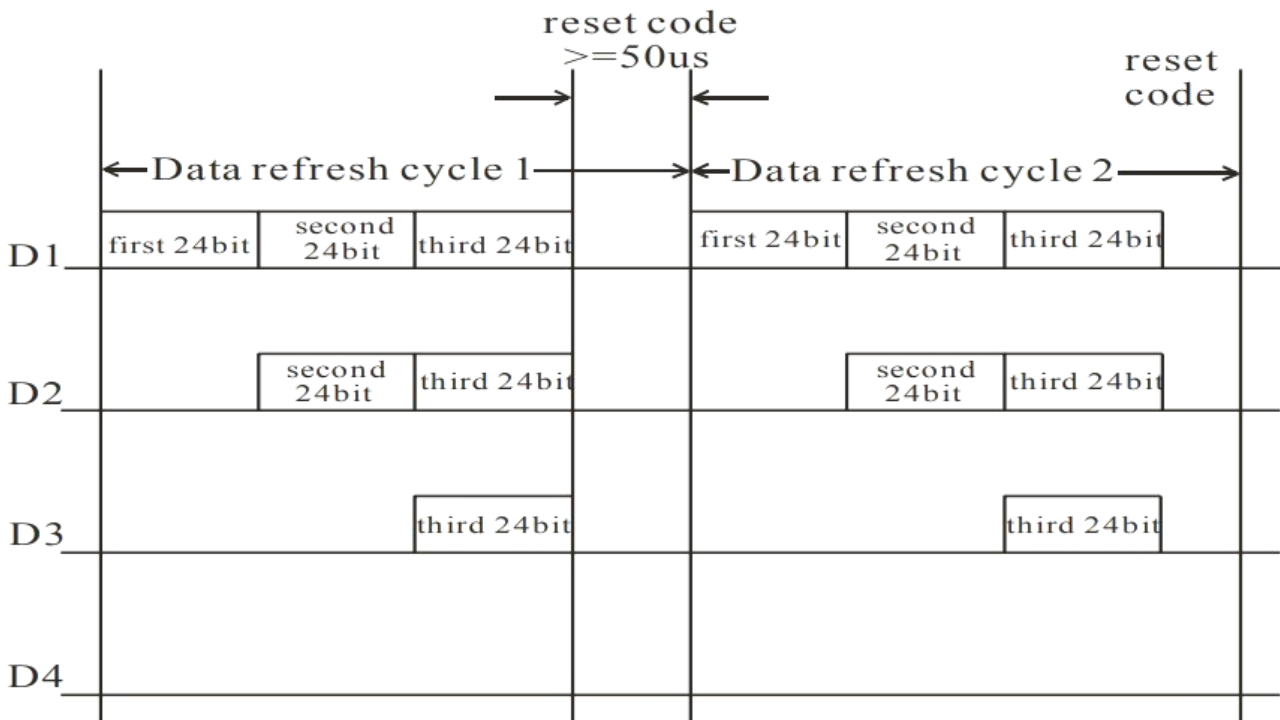 reset code
>=50us
reset
code
Data refresh cycle 1
Data refresh cycle 2
D1
first 24bit
second
24bit
third 24bit
first 24bit
second
24bit
third 24bit
D2
second
24bit
third 24bit
second
24bit
third 24bit
D3
third 24bit
third 24bit
D4